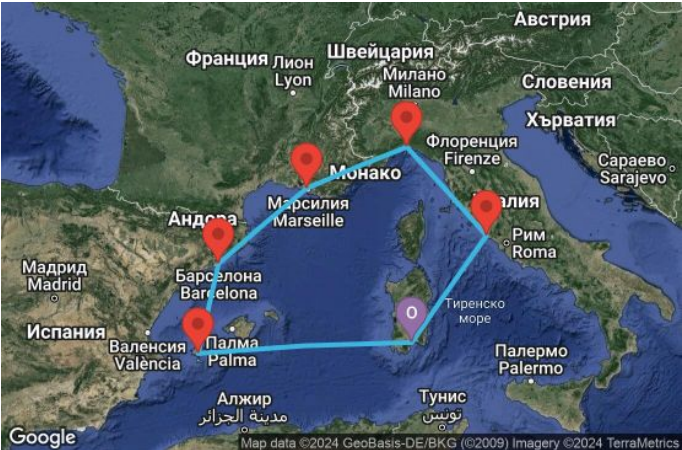 Австрия
Франция
Лион
Lyon
Швейцария
Милано
Milano
Словения
Хърватия
Флоренция
Firenze
Сараево
Sarajevo
Монако
Марсилия
Marseille
Андора
алия
Рим
Roma
Мадрид
Madrid
Барселона
Barcelona
О
Тиренско
море
Испания
Валенсия
València
Палма
Palma
Палермо
Palermo
Алжир
مدينة الجزائر
Тунис
تونس
Google
Map data ©2024 GeoBasis-DE/BKG (©2009) Imagery ©2024 TerraMetrics